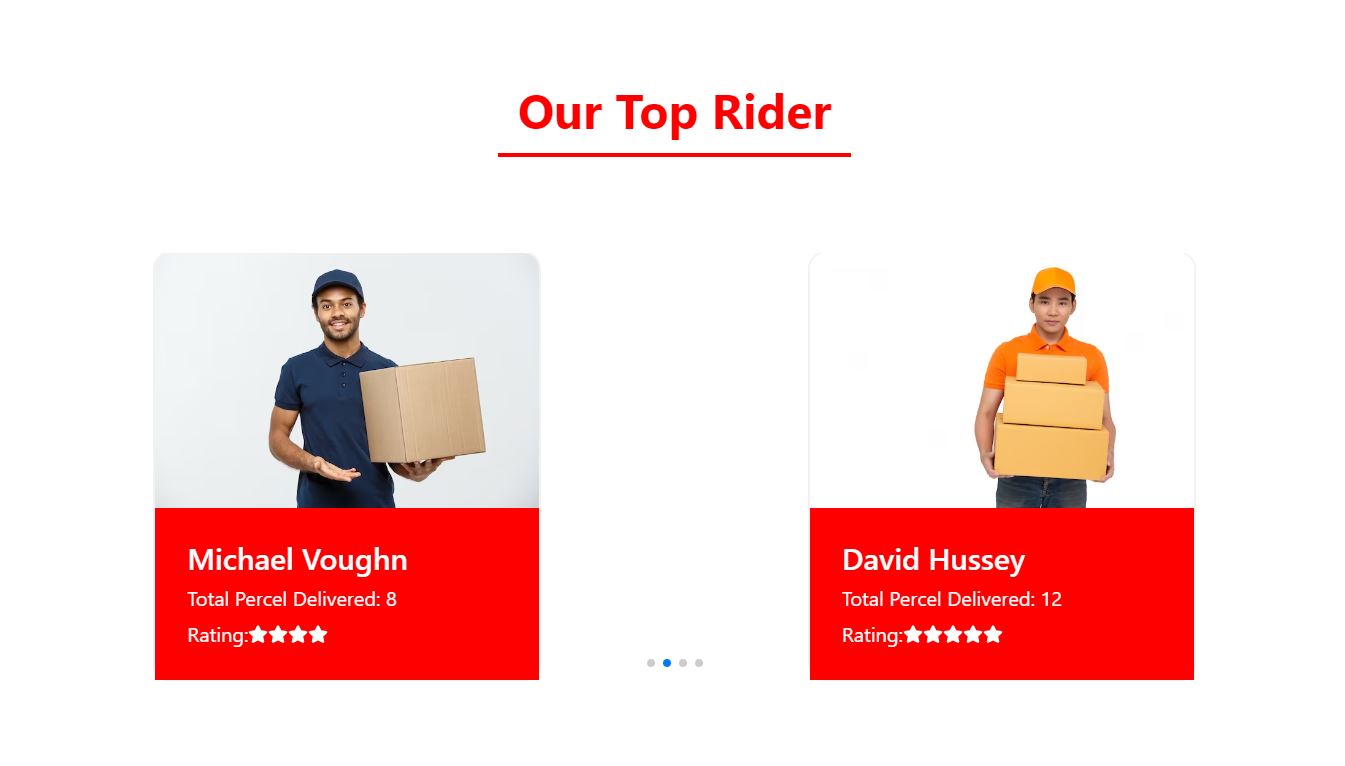 Our Top Rider
Michael Voughn
Total Percel Delivered: 8
Rating:
David Hussey
Total Percel Delivered: 12
Rating: